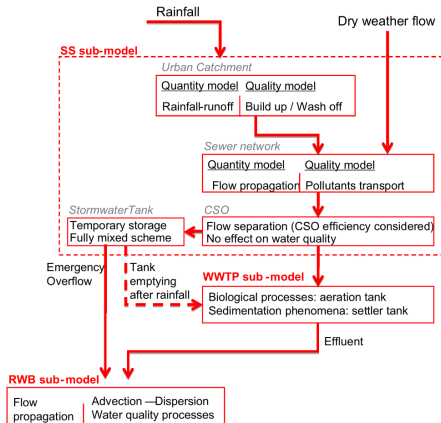 Rainfall
Dry weather flow
SS sub-model
Urban Catchment
Quantity model Quality model
Rainfall-runoff Build up / Wash off
Sewer network
Quantity model Quality model
Flow propagation Pollutants transport
StormwaterTank
CSO
Temporary storage
Fully mixed scheme
Flow separation (CSO efficiency considered)
No effect on water quality
Emergency
Overflow
Tank
emptying
after rainfall
WWTP sub-model
Biological processes: aeration tank
Sedimentation phenomena: settler tank
Effluent
RWB sub-model
Flow
propagation
Advection —Dispersion
Water quality processes